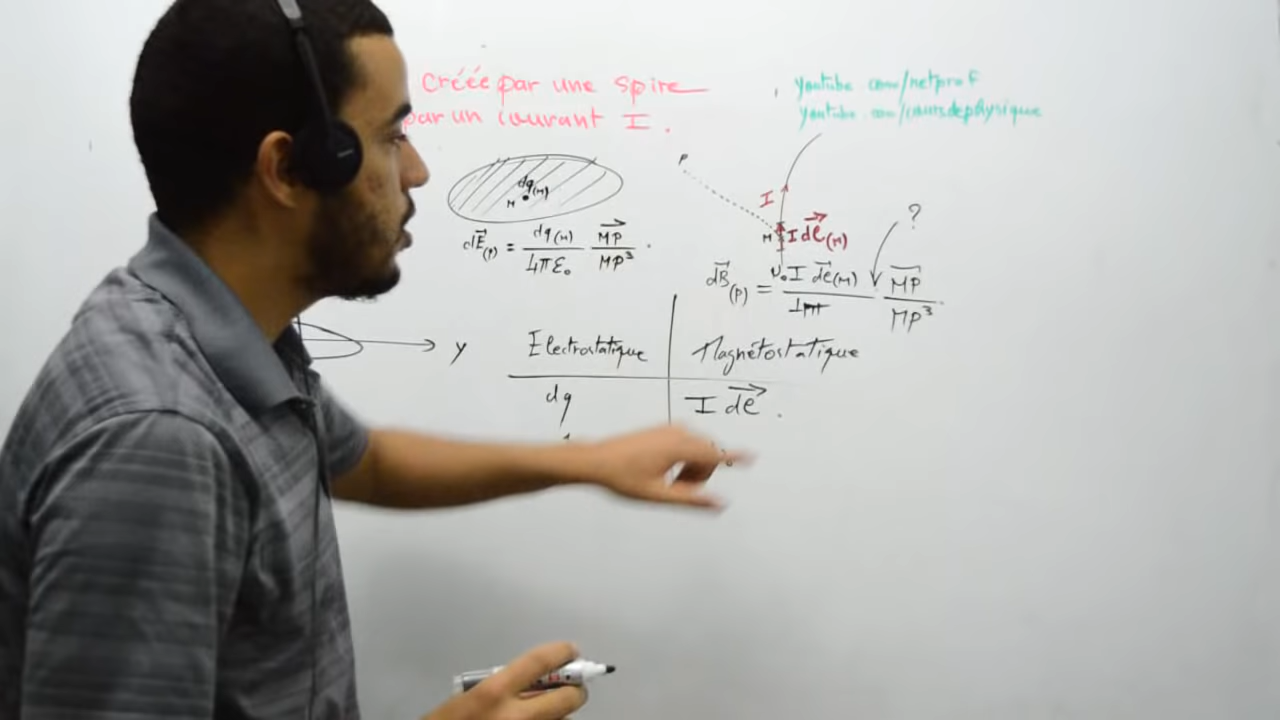 créée par une spire
par un courant I.
youtube com/netprof
youtube.com/coursdephysique
dq(M)
M
dE⃗(P) = dq(M) / 4πε₀ · MP⃗ / MP³ .
P
I
M
I dℓ⃗(M)
?
dB⃗(P) = μ₀ I dℓ⃗(M) / 4π · MP⃗ / MP³
y
Electrostatique
Magnétostatique
dq
I dℓ⃗ .